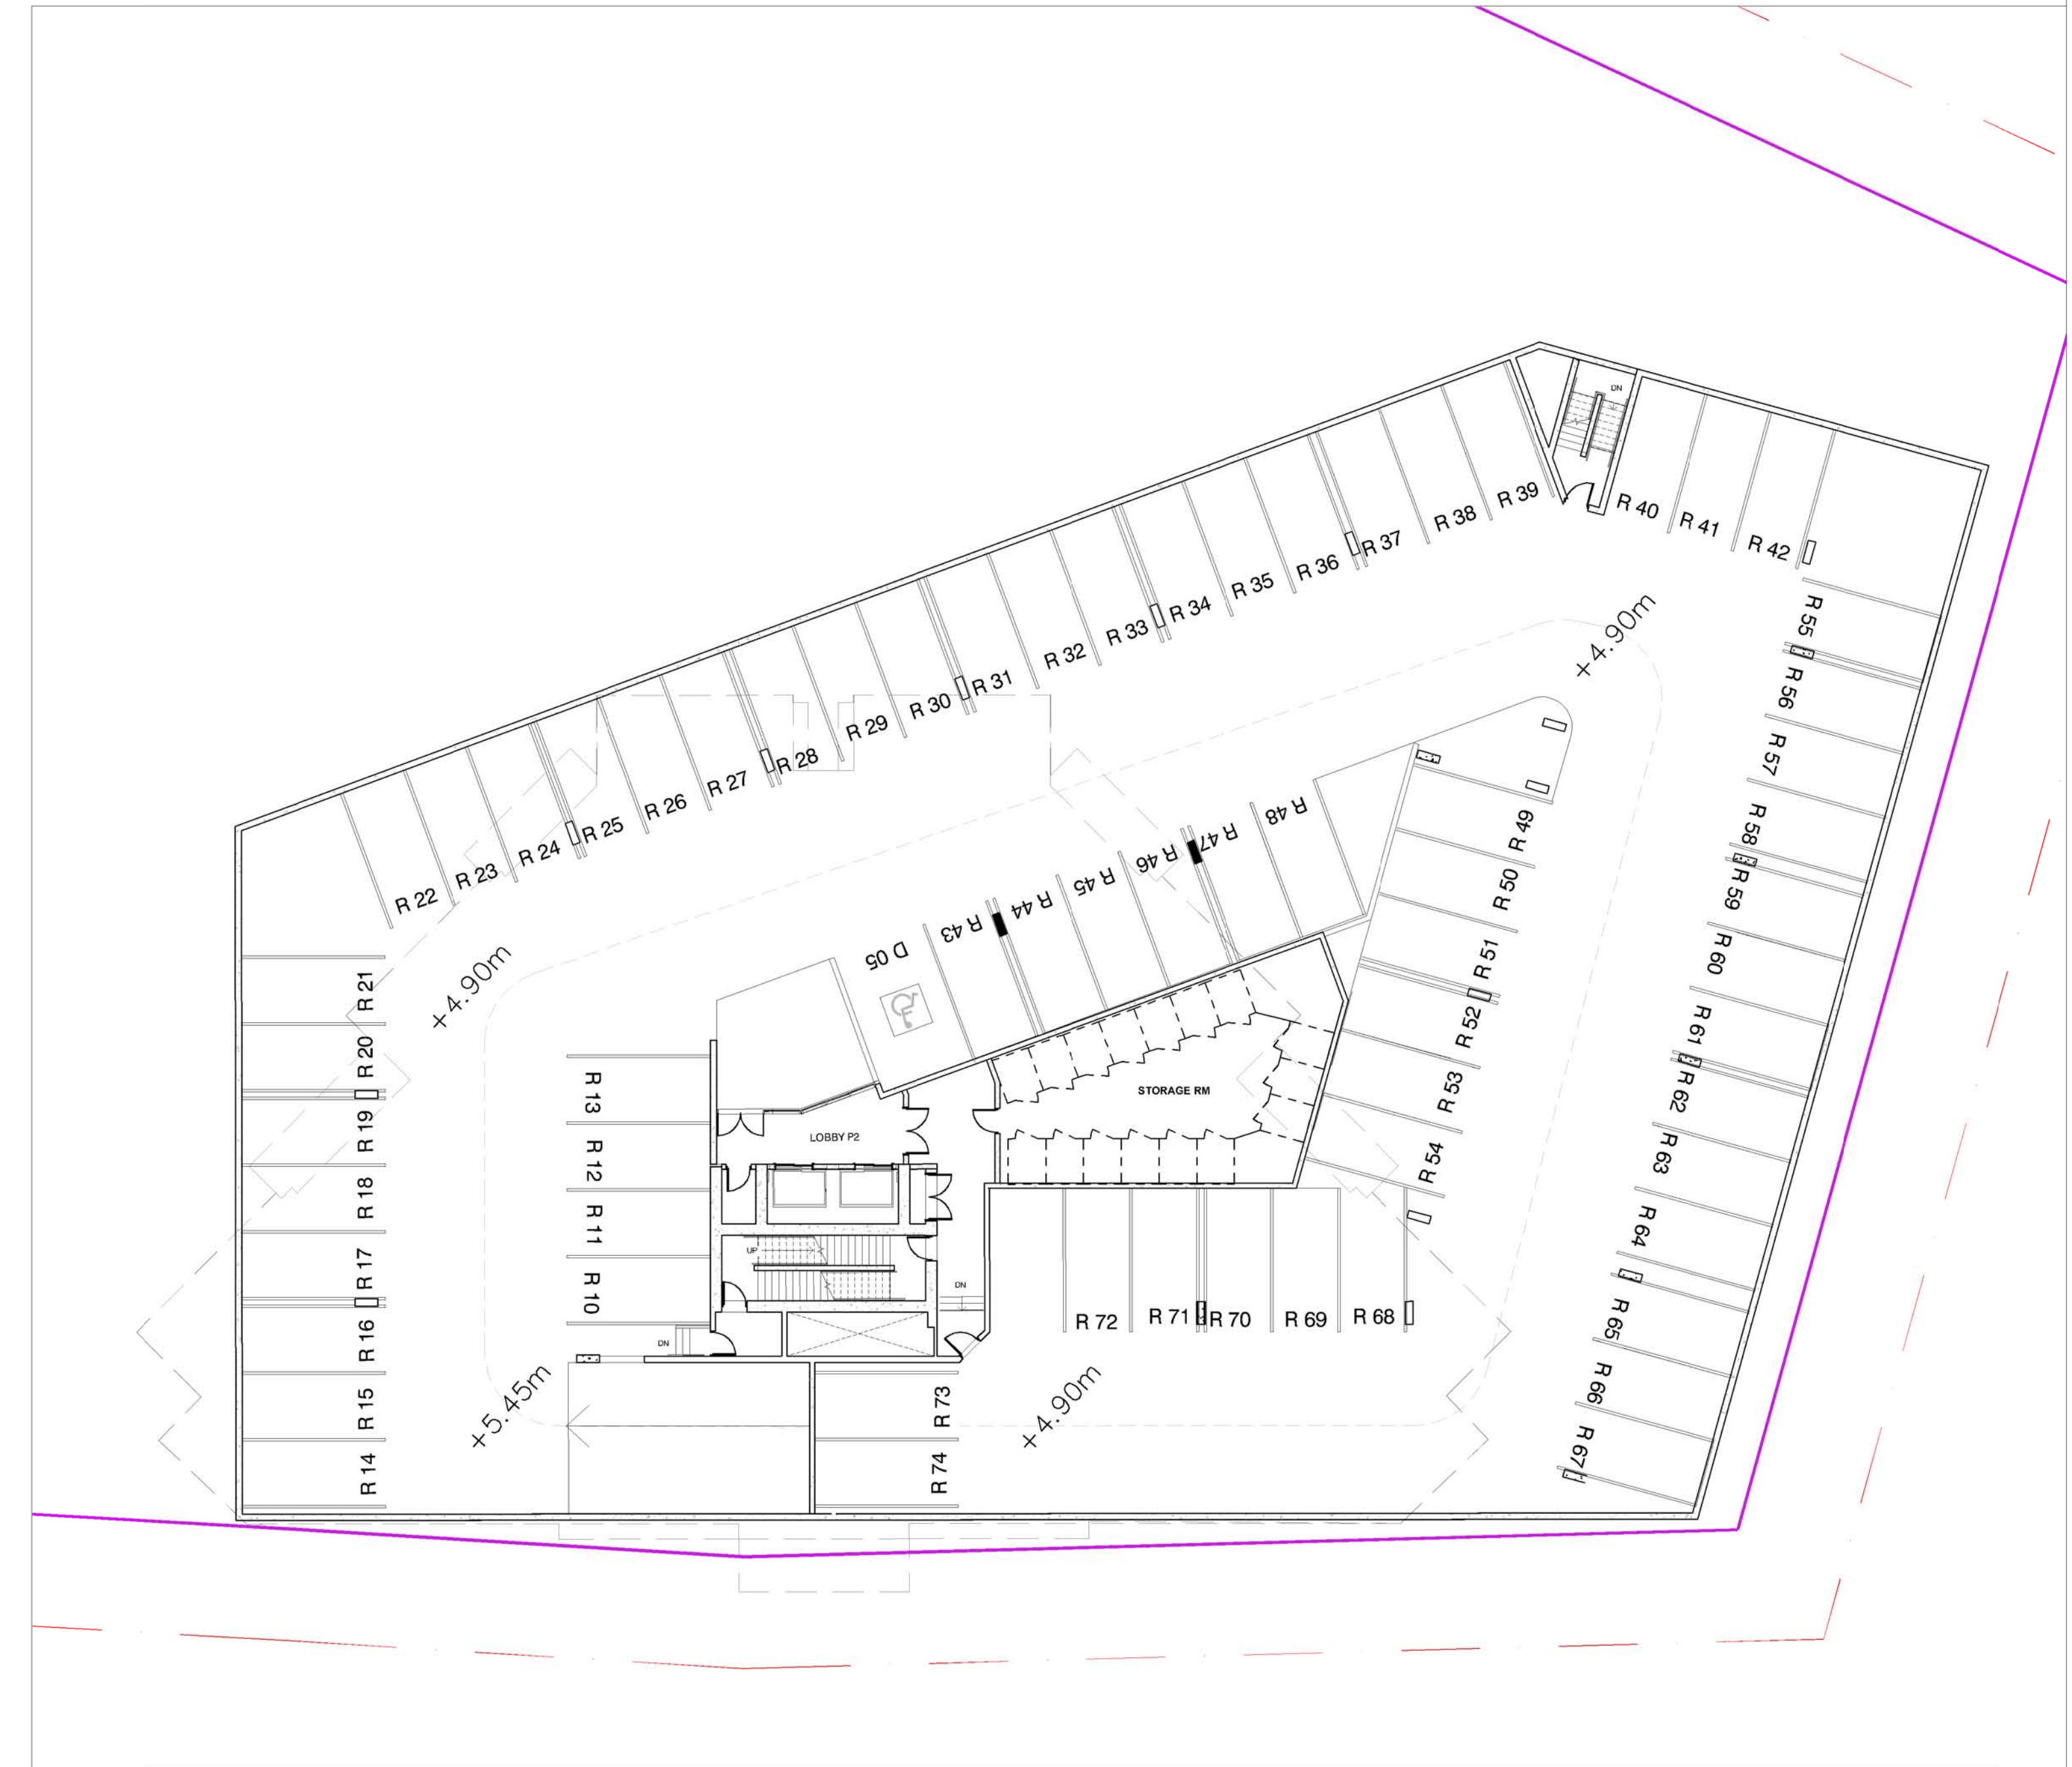 DN
R 39
R 40
R 41
R 42
R 38
R 37
R 36
R 35
R 34
R 33
R 32
R 31
R 30
R 29
R 28
R 27
R 26
R 25
R 24
R 23
R 22
+4.90m
R 55
R 56
R 57
R 58
R 59
R 60
R 61
R 62
R 63
R 64
R 65
R 66
R 67
R 48
R 47
R 46
R 45
R 44
R 43
D 05
R 49
R 50
R 51
R 52
R 53
R 54
+4.90m
R 21
R 20
R 19
R 18
R 17
R 16
R 15
R 14
R 13
R 12
R 11
R 10
STORAGE RM
LOBBY P2
UP
DN
DN
R 72
R 71
R 70
R 69
R 68
R 73
R 74
+5.45m
+4.90m